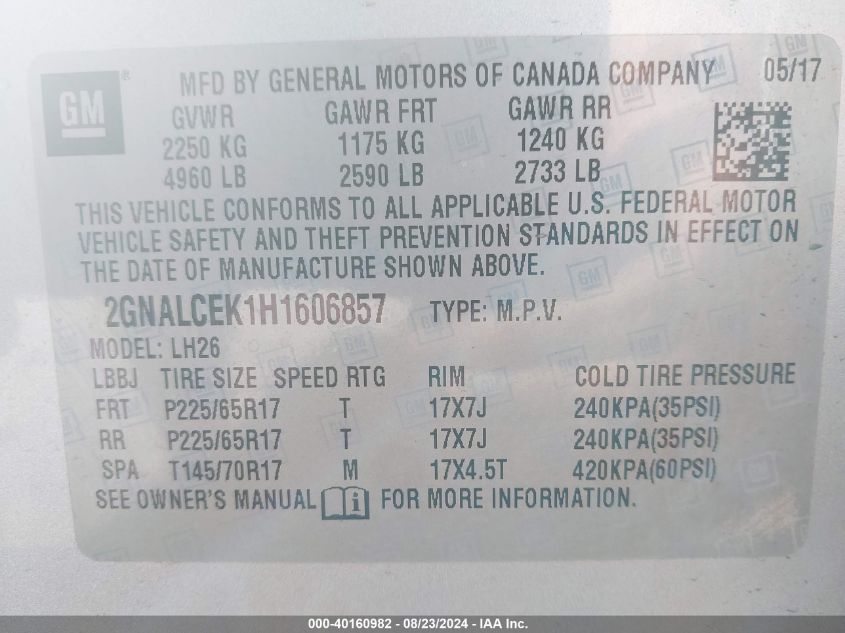 GM ® MFD BY GENERAL MOTORS OF CANADA COMPANY 05/17
GVWR GAWR FRT GAWR RR
2250 KG 1175 KG 1240 KG
4960 LB 2590 LB 2733 LB
THIS VEHICLE CONFORMS TO ALL APPLICABLE U.S. FEDERAL MOTOR
VEHICLE SAFETY AND THEFT PREVENTION STANDARDS IN EFFECT ON
THE DATE OF MANUFACTURE SHOWN ABOVE.
2GNALCEK1H1606857 TYPE: M.P.V.
MODEL: LH26
LBBJ TIRE SIZE SPEED RTG RIM COLD TIRE PRESSURE
FRT P225/65R17 T 17X7J 240KPA(35PSI)
RR P225/65R17 T 17X7J 240KPA(35PSI)
SPA T145/70R17 M 17X4.5T 420KPA(60PSI)
SEE OWNER'S MANUAL i FOR MORE INFORMATION.
000-40160982 - 08/23/2024 - IAA Inc.